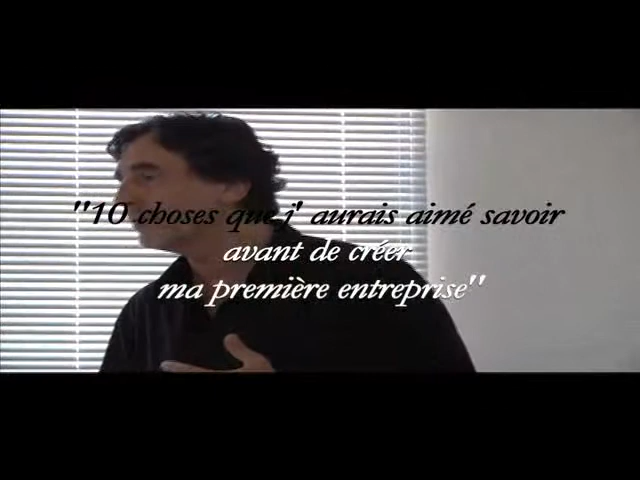 "10 choses que j' aurais aimé savoir
avant de créer
ma première entreprise"